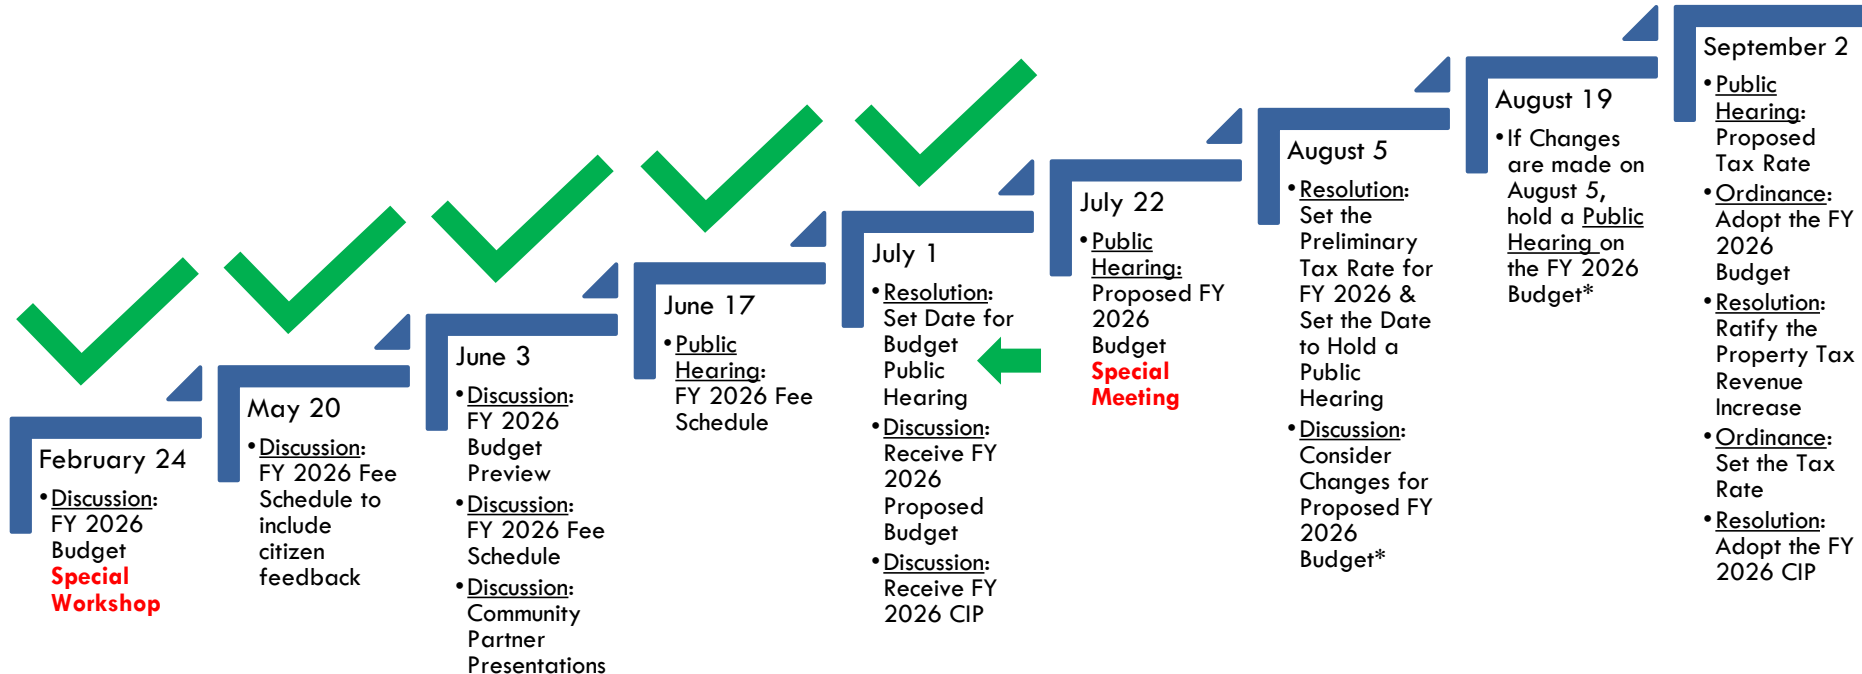 February 24
•Discussion:
FY 2026
Budget
Special
Workshop
May 20
•Discussion:
FY 2026 Fee
Schedule to
include
citizen
feedback
June 3
•Discussion:
FY 2026
Budget
Preview
•Discussion:
FY 2026 Fee
Schedule
•Discussion:
Community
Partner
Presentations
June 17
•Public
Hearing:
FY 2026 Fee
Schedule
July 1
•Resolution:
Set Date for
Budget
Public
Hearing
•Discussion:
Receive FY
2026
Proposed
Budget
•Discussion:
Receive FY
2026 CIP
July 22
•Public
Hearing:
Proposed FY
2026
Budget
Special
Meeting
August 5
•Resolution:
Set the
Preliminary
Tax Rate for
FY 2026 &
Set the Date
to Hold a
Public
Hearing
•Discussion:
Consider
Changes for
Proposed FY
2026
Budget*
August 19
•If Changes
are made on
August 5,
hold a Public
Hearing on
the FY 2026
Budget*
September 2
•Public
Hearing:
Proposed
Tax Rate
•Ordinance:
Adopt the FY
2026
Budget
•Resolution:
Ratify the
Property Tax
Revenue
Increase
•Ordinance:
Set the Tax
Rate
•Resolution:
Adopt the FY
2026 CIP